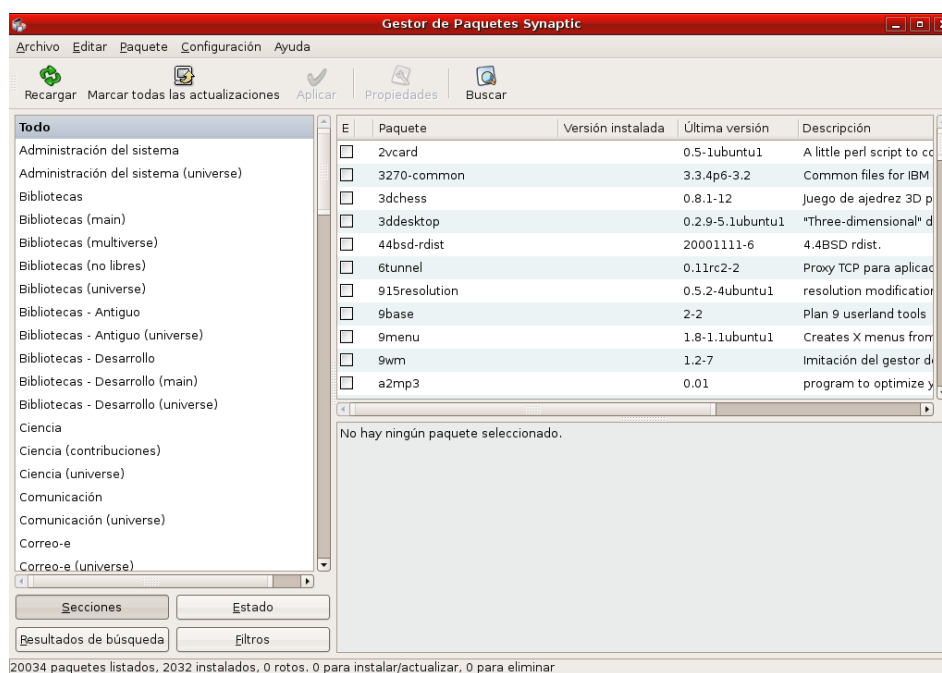 Gestor de Paquetes Synaptic
Archivo Editar Paquete Configuración Ayuda
Recargar Marcar todas las actualizaciones Aplicar Propiedades Buscar
Todo
Administración del sistema
Administración del sistema (universe)
Bibliotecas
Bibliotecas (main)
Bibliotecas (multiverse)
Bibliotecas (no libres)
Bibliotecas (universe)
Bibliotecas - Antiguo
Bibliotecas - Antiguo (universe)
Bibliotecas - Desarrollo
Bibliotecas - Desarrollo (main)
Bibliotecas - Desarrollo (universe)
Ciencia
Ciencia (contribuciones)
Ciencia (universe)
Comunicación
Comunicación (universe)
Correo-e
Correo-e (universe)
Secciones Estado
Resultados de búsqueda Filtros
E Paquete Versión instalada Última versión Descripción
2vcard 0.5-1ubuntu1 A little perl script to co
3270-common 3.3.4p6-3.2 Common files for IBM
3dchess 0.8.1-12 Juego de ajedrez 3D p
3ddesktop 0.2.9-5.1ubuntu1 "Three-dimensional" d
44bsd-rdist 20001111-6 4.4BSD rdist.
6tunnel 0.11rc2-2 Proxy TCP para aplicac
915resolution 0.5.2-4ubuntu1 resolution modification
9base 2-2 Plan 9 userland tools
9menu 1.8-1.1ubuntu1 Creates X menus from
9wm 1.2-7 Imitación del gestor d
a2mp3 0.01 program to optimize y
No hay ningún paquete seleccionado.
20034 paquetes listados, 2032 instalados, 0 rotos. 0 para instalar/actualizar, 0 para eliminar